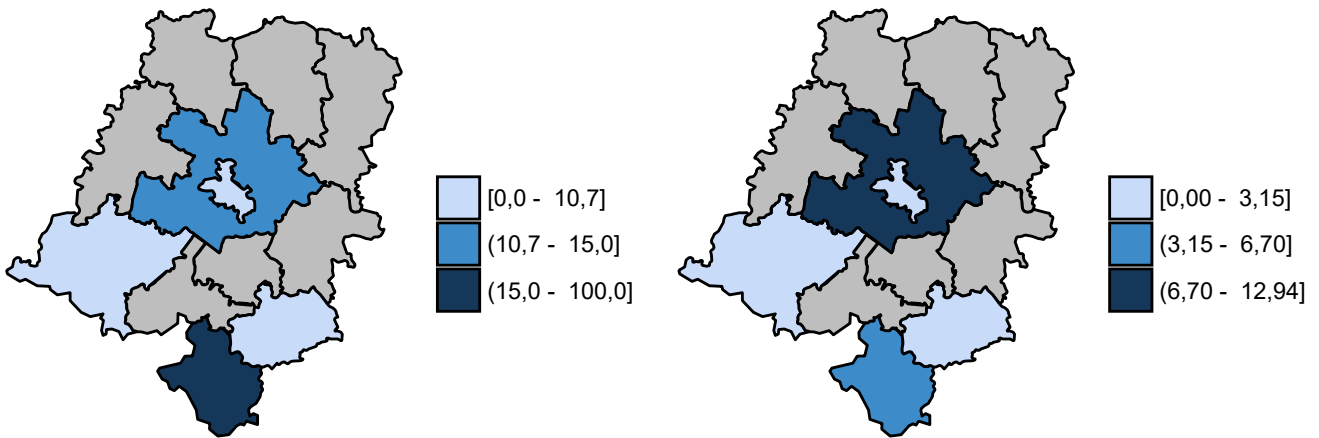 [0,0 - 10,7]
(10,7 - 15,0]
(15,0 - 100,0]
[0,00 - 3,15]
(3,15 - 6,70]
(6,70 - 12,94]